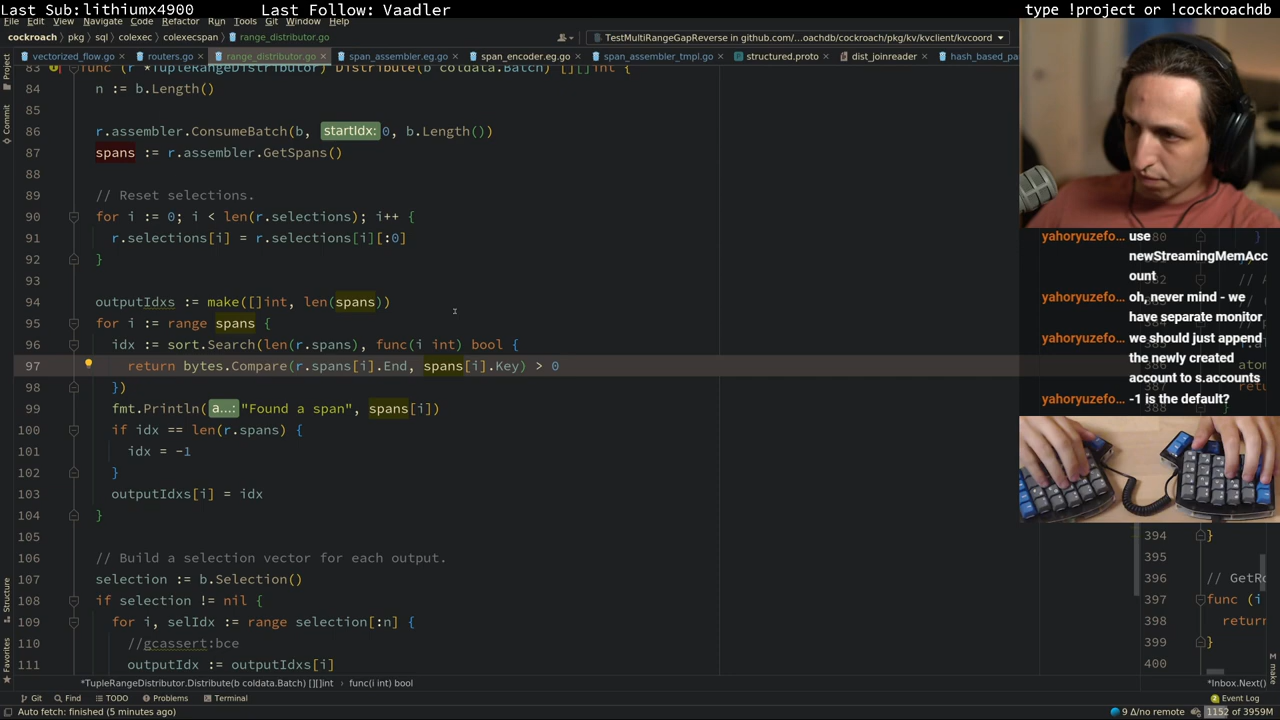 Last Sub:lithiumx4900 Last Follow: Vaadler type !project or !cockroachdb
File Edit View Navigate Code Refactor Run Tools Git Window Help
cockroach pkg sql colexec colexecspan range_distributor.go TestMultiRangeGapReverse in github.com/...oachdb/cockroach/pkg/kv/kvclient/kvcoord
vectorized_flow.go routers.go range_distributor.go span_assembler.eg.go span_encoder.eg.go span_assembler_tmpl.go structured.proto dist_joinreader hash_based_pa
83 func (r *TupleRangeDistributor) Distribute(b coldata.Batch) [][]int {
84 n := b.Length()
85
86 r.assembler.ConsumeBatch(b, startIdx: 0, b.Length())
87 spans := r.assembler.GetSpans()
88
89 // Reset selections.
90 for i := 0; i < len(r.selections); i++ {
91 r.selections[i] = r.selections[i][:0]
92 }
93
94 outputIdxs := make([]int, len(spans))
95 for i := range spans {
96 idx := sort.Search(len(r.spans), func(i int) bool {
97 return bytes.Compare(r.spans[i].End, spans[i].Key) > 0
98 })
99 fmt.Println( a...: "Found a span", spans[i])
100 if idx == len(r.spans) {
101 idx = -1
102 }
103 outputIdxs[i] = idx
104 }
105
106 // Build a selection vector for each output.
107 selection := b.Selection()
108 if selection != nil {
109 for i, selIdx := range selection[:n] {
110 //gcassert:bce
111 outputIdx := outputIdxs[i]
yahoryuzefo... use
newStreamingMemAcc
ount
yahoryuzefo... oh, never mind - we
have separate monitor
yahoryuzefo... we should just append
the newly created
account to s.accounts
yahoryuzefo... -1 is the default?
394 }
395
396 // GetRo
397 func (i
398 return
399 }
400
Project
Commit
Structure
Favorites
make
*TupleRangeDistributor.Distribute(b coldata.Batch) [][]int func(i int) bool *Inbox.Next()
Git Find TODO Problems Terminal Event Log
Auto fetch: finished (5 minutes ago) 9 Δ/no remote 1152 of 3959M